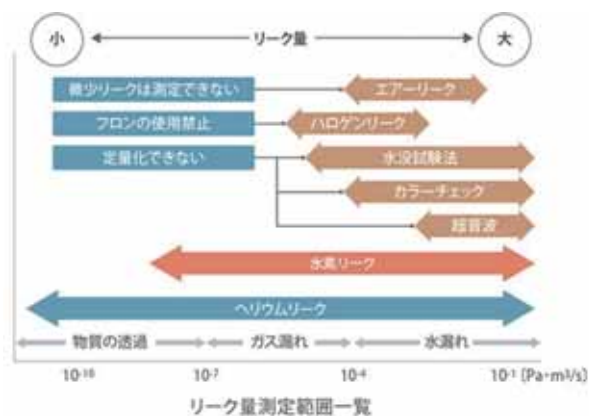 小 リーク量 大
微少リークは測定できない エアーリーク
フロンの使用禁止 ハロゲンリーク
定量化できない 水没試験法
カラーチェック
超音波
水素リーク
ヘリウムリーク
物質の透過 ガス漏れ 水漏れ
10-10 10-7 10-4 10-1 (Pa・m³/s)
リーク量測定範囲一覧